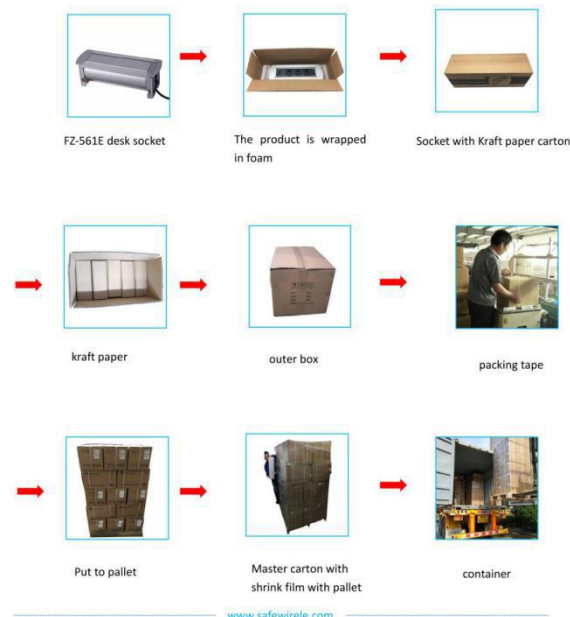 FZ-561E desk socket
The product is wrapped
in foam
Socket with Kraft paper carton
kraft paper
outer box
packing tape
Put to pallet
Master carton with
shrink film with pallet
container
www.safewirele.com